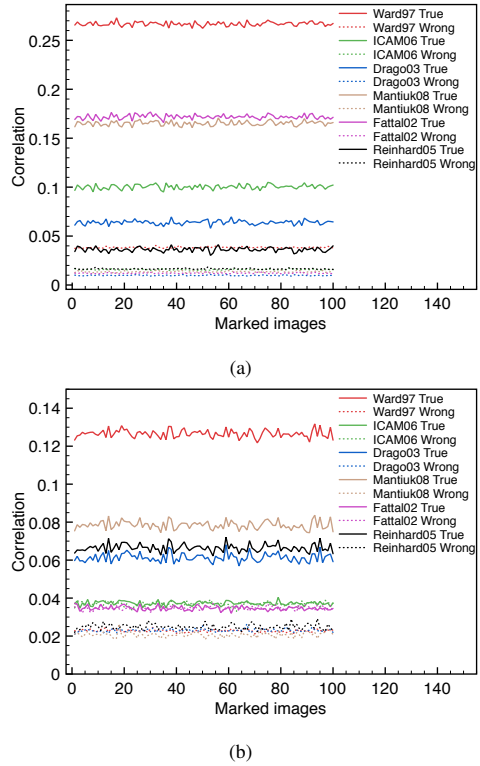 Ward97 True
Ward97 Wrong
ICAM06 True
ICAM06 Wrong
Drago03 True
Drago03 Wrong
Mantiuk08 True
Mantiuk08 Wrong
Fattal02 True
Fattal02 Wrong
Reinhard05 True
Reinhard05 Wrong
Correlation
0.25
0.2
0.15
0.1
0.05
0
0 20 40 60 80 100 120 140
Marked images
(a)
Ward97 True
Ward97 Wrong
ICAM06 True
ICAM06 Wrong
Drago03 True
Drago03 Wrong
Mantiuk08 True
Mantiuk08 Wrong
Fattal02 True
Fattal02 Wrong
Reinhard05 True
Reinhard05 Wrong
Correlation
0.14
0.12
0.1
0.08
0.06
0.04
0.02
0
0 20 40 60 80 100 120 140
Marked images
(b)